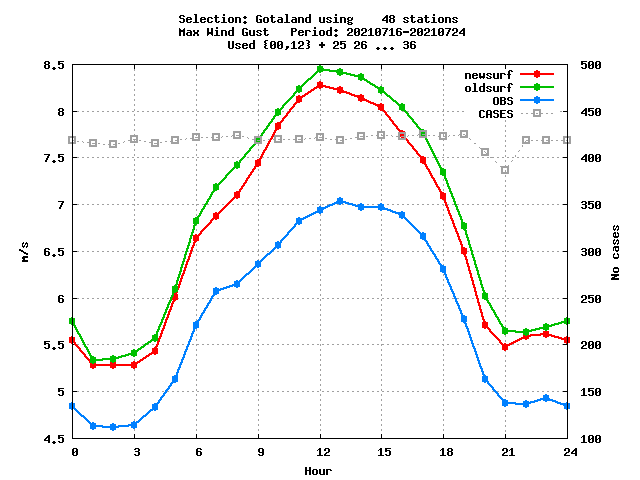 Selection: Gotaland using    48 stations
Max Wind Gust   Period: 20210716-20210724
Used {00,12} + 25 26 ... 36
8.5 500
newsurf
oldsurf
OBS
CASES
8 450
7.5 400
7 350
6.5 300
6 250
5.5 200
5 150
4.5 100
m/s
No cases
0 3 6 9 12 15 18 21 24
Hour